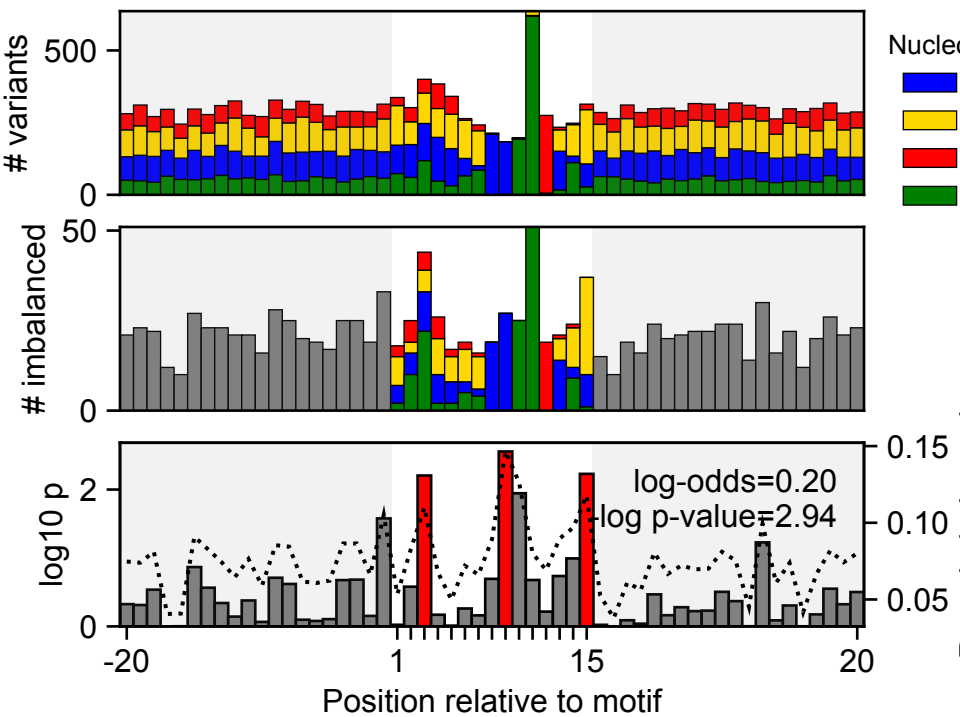 # variants
500
0
Nucleo
# imbalanced
50
0
log10 p
2
0
log-odds=0.20
-log p-value=2.94
0.15
0.10
0.05
-20
1
15
20
Position relative to motif